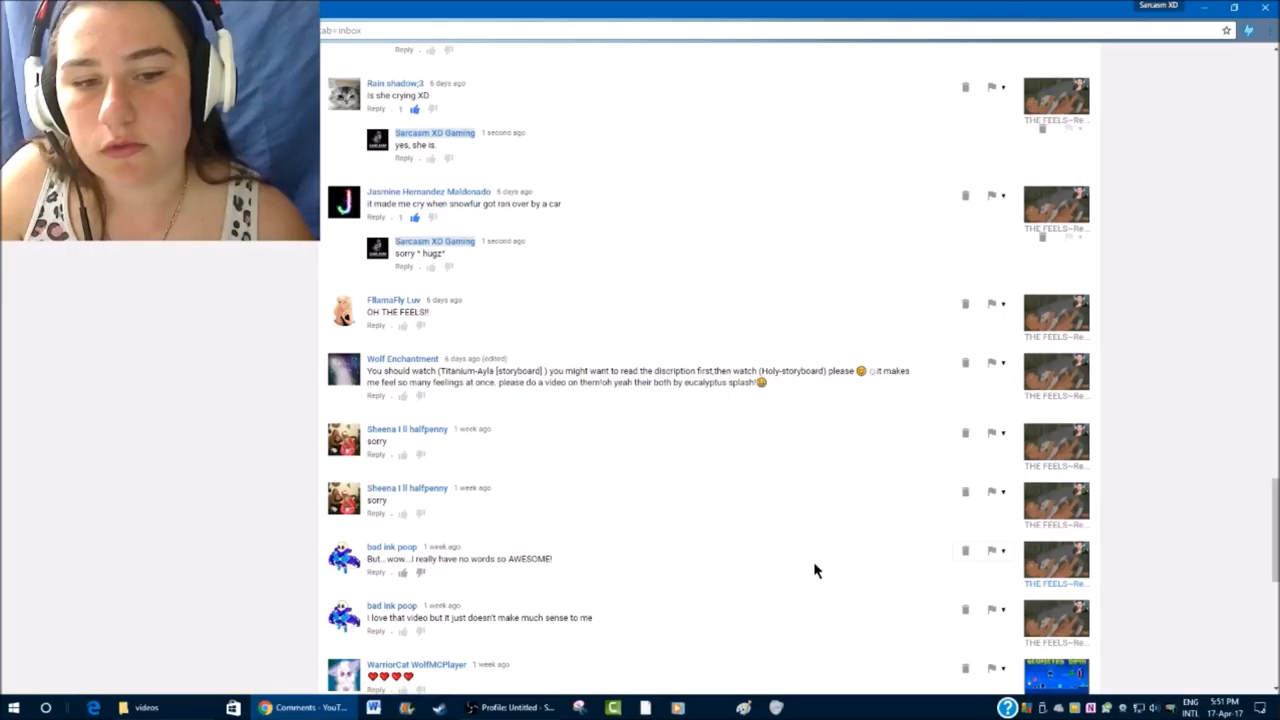 Sarcasm XD
tab=inbox
Reply
Rain shadow;3 6 days ago
Is she crying XD
Reply . 1
THE FEELS~Re...
Sarcasm XD Gaming 1 second ago
yes, she is.
Reply
Jasmine Hernandez Maldonado 6 days ago
it made me cry when snowfur got ran over by a car
Reply . 1
THE FEELS~Re...
Sarcasm XD Gaming 1 second ago
sorry * hugz*
Reply
FllamaFly Luv 6 days ago
OH THE FEELS!!
Reply
THE FEELS~Re...
Wolf Enchantment 6 days ago (edited)
You should watch (Titanium-Ayla [storyboard] ) you might want to read the discription first,then watch (Holy-storyboard) please it makes
me feel so many feelings at once. please do a video on them!oh yeah their both by eucalyptus splash!
Reply
THE FEELS~Re...
Sheena I ll halfpenny 1 week ago
sorry
Reply
THE FEELS~Re...
Sheena I ll halfpenny 1 week ago
sorry
Reply
THE FEELS~Re...
bad ink poop 1 week ago
But...wow...I really have no words so AWESOME!
Reply
THE FEELS~Re...
bad ink poop 1 week ago
I love that video but it just doesn't make much sense to me
Reply
THE FEELS~Re...
WarriorCat WolfMCPlayer 1 week ago
Reply
GEOMETRY DASH
videos
Comments - YouT...
Profile: Untitled - S...
ENG
INTL
5:51 PM
17-Apr-17